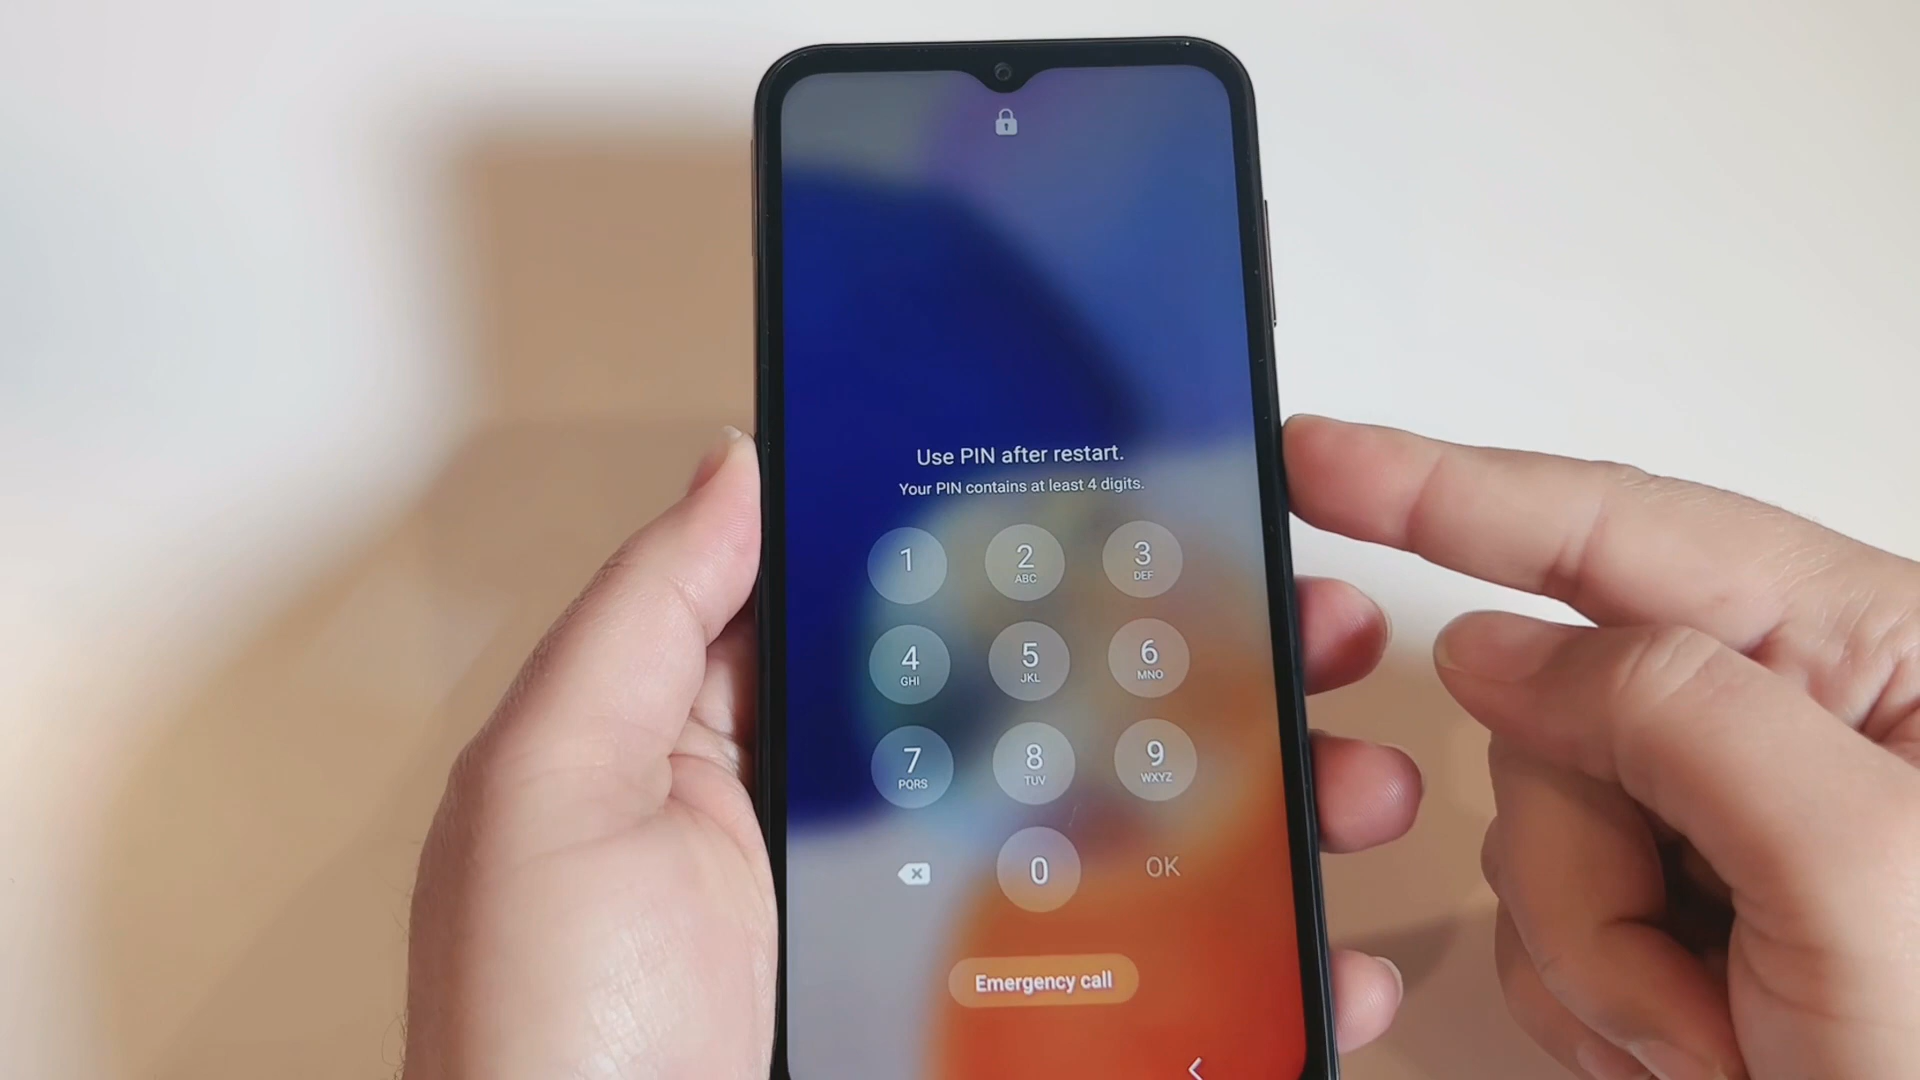 Use PIN after restart.
Your PIN contains at least 4 digits.
1 2 3
ABC DEF
4 5 6
GHI JKL MNO
7 8 9
PQRS TUV WXYZ
0 OK
Emergency call